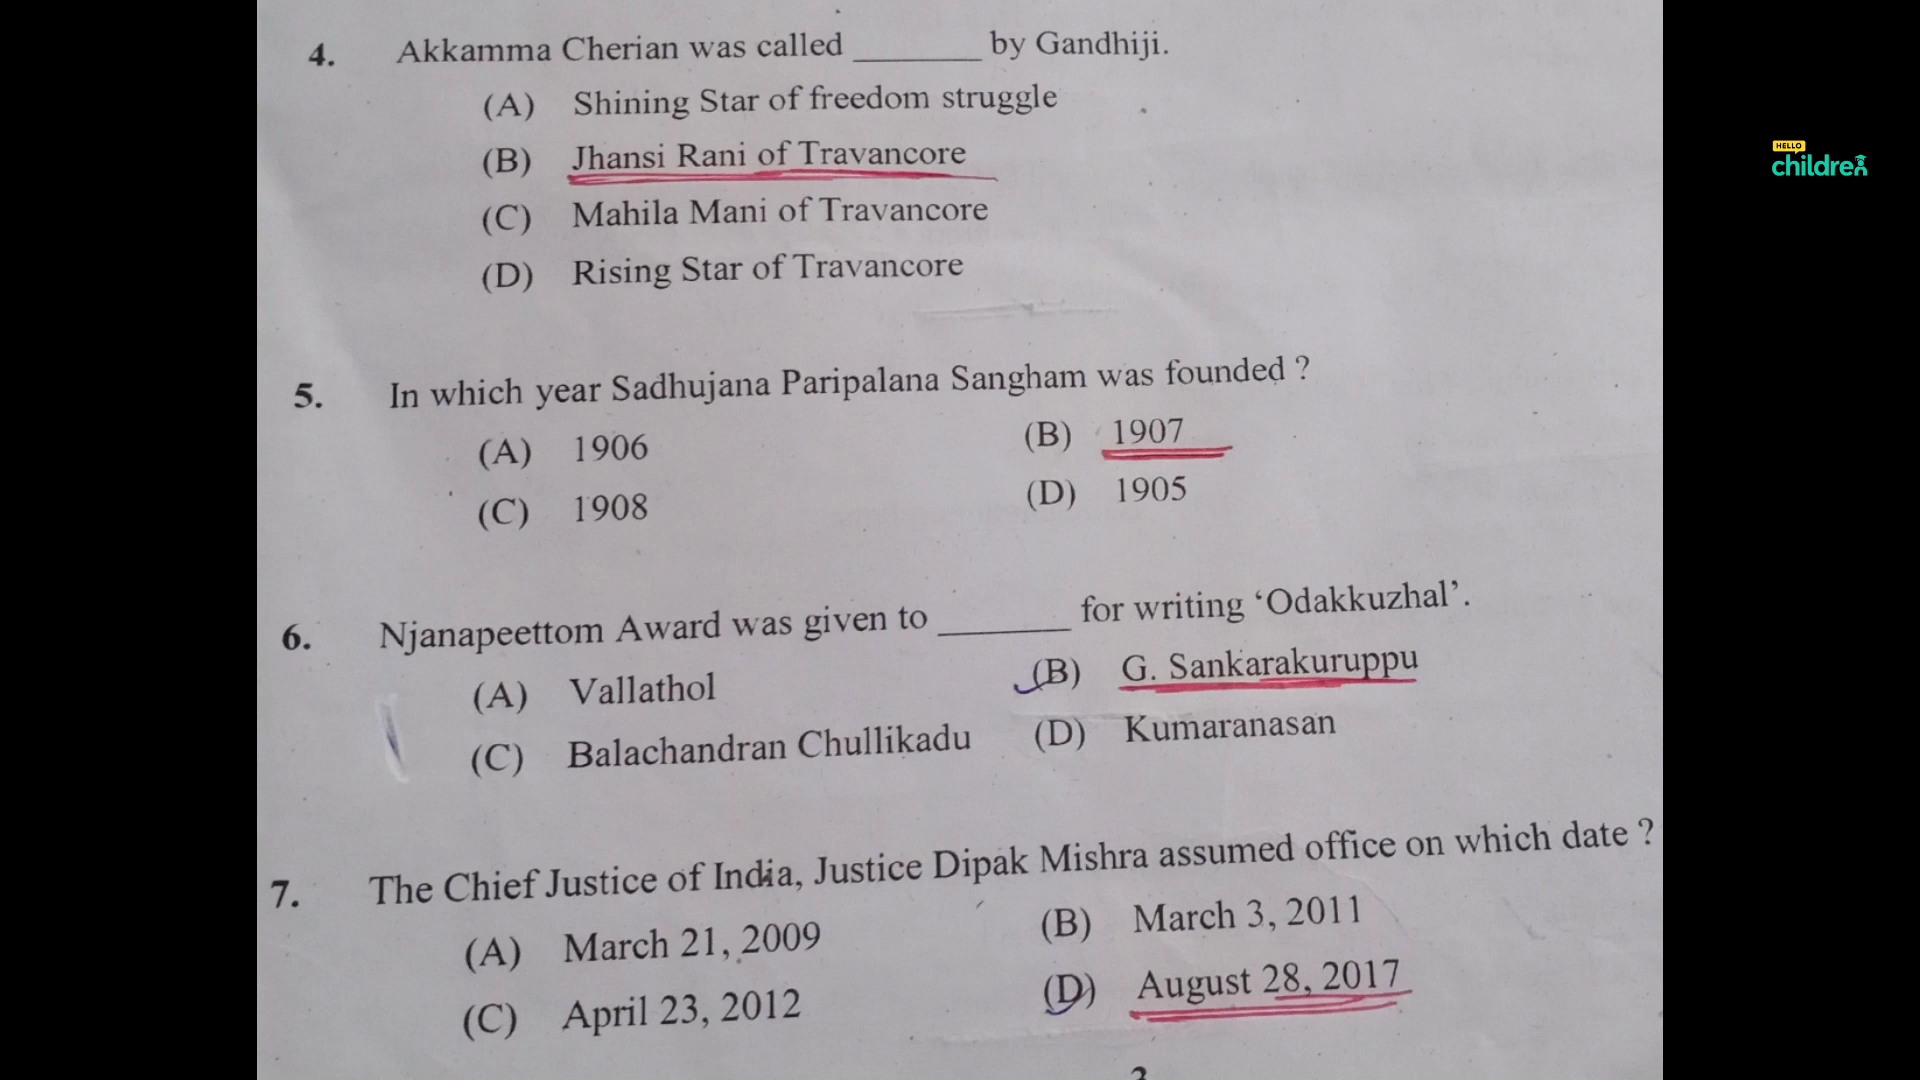 4. Akkamma Cherian was called ________ by Gandhiji.
(A) Shining Star of freedom struggle
(B) Jhansi Rani of Travancore
(C) Mahila Mani of Travancore
(D) Rising Star of Travancore
HELLO
children
5. In which year Sadhujana Paripalana Sangham was founded ?
(A) 1906 (B) 1907
(C) 1908 (D) 1905
6. Njanapeettom Award was given to ________ for writing ‘Odakkuzhal’.
(A) Vallathol (B) G. Sankarakuruppu
(C) Balachandran Chullikadu (D) Kumaranasan
7. The Chief Justice of India, Justice Dipak Mishra assumed office on which date ?
(A) March 21, 2009 (B) March 3, 2011
(C) April 23, 2012 (D) August 28, 2017